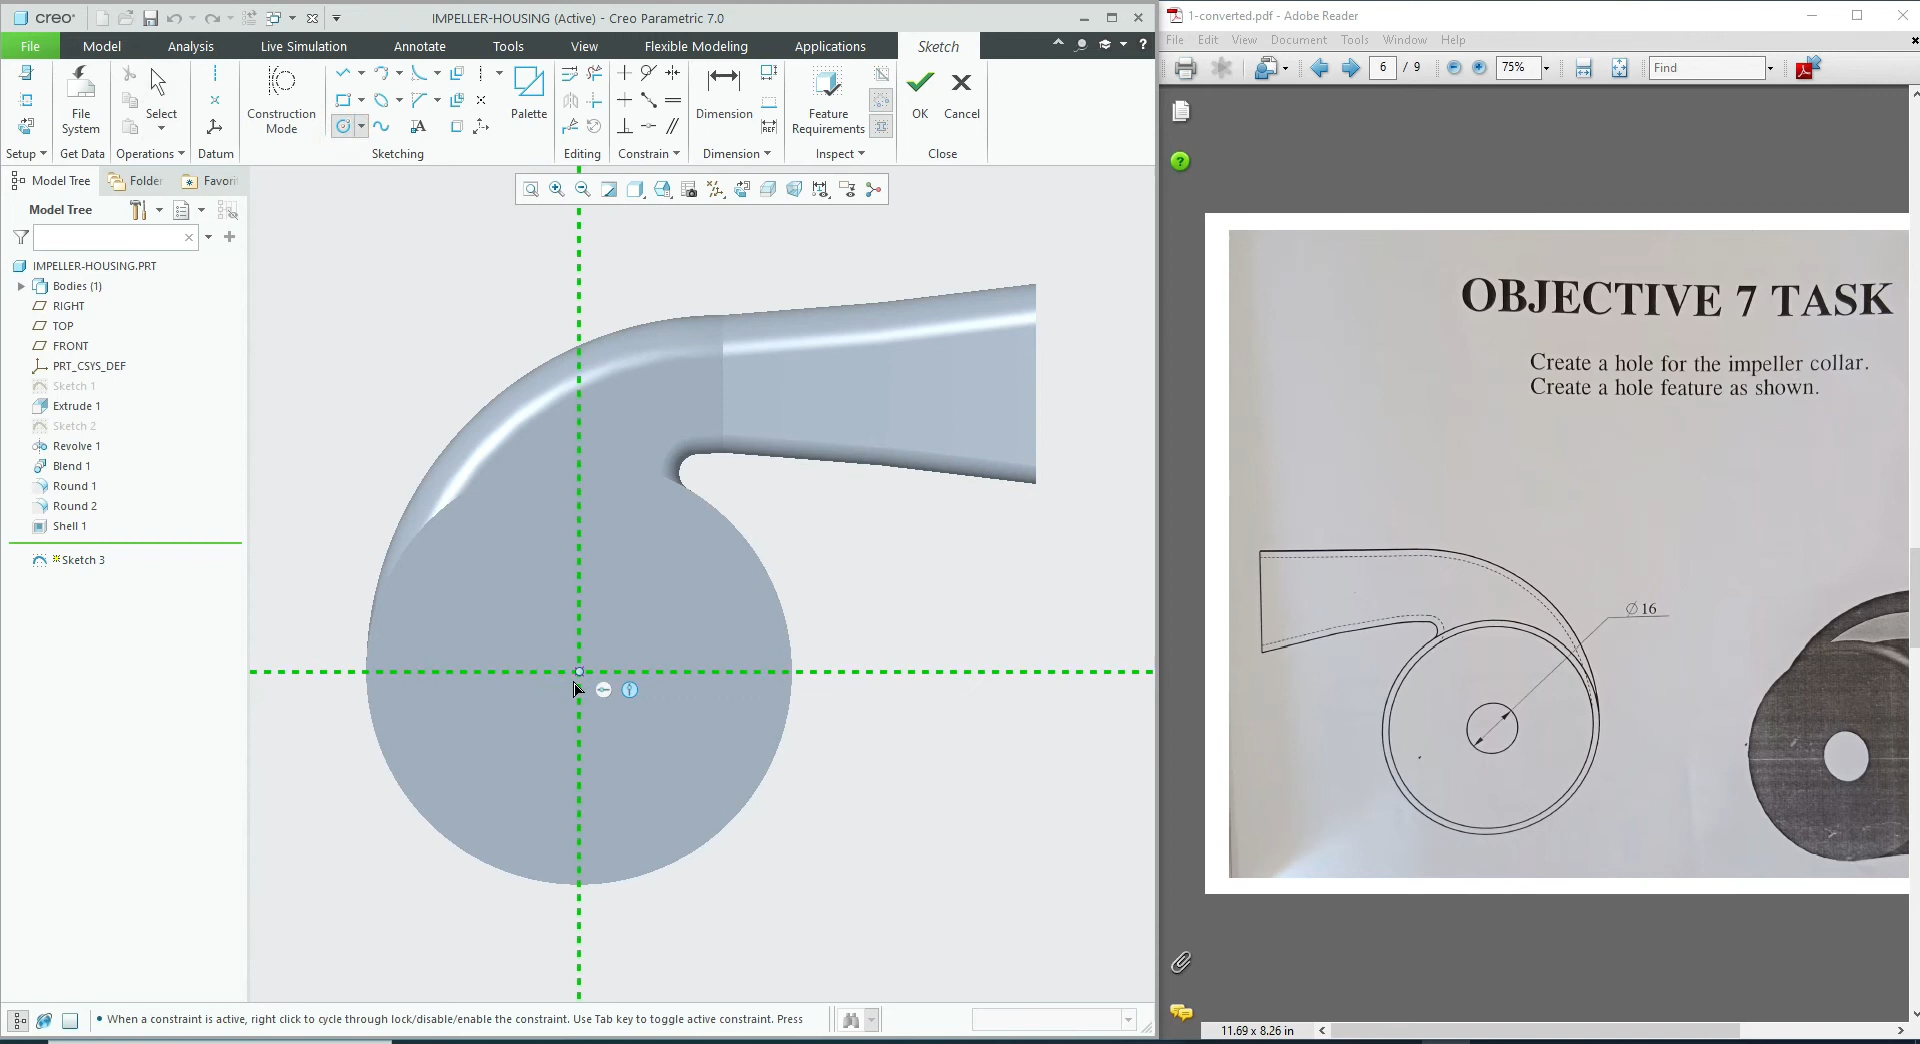 creo
IMPELLER-HOUSING (Active) - Creo Parametric 7.0
File
Model
Analysis
Live Simulation
Annotate
Tools
View
Flexible Modeling
Applications
Sketch
File System
Select
Construction Mode
Palette
Dimension
Feature Requirements
OK
Cancel
REF
Setup
Get Data
Operations
Datum
Sketching
Editing
Constrain
Dimension
Inspect
Close
Model Tree
Folder
Favori
Model Tree
IMPELLER-HOUSING.PRT
Bodies (1)
RIGHT
TOP
FRONT
PRT_CSYS_DEF
Sketch 1
Extrude 1
Sketch 2
Revolve 1
Blend 1
Round 1
Round 2
Shell 1
Sketch 3
• When a constraint is active, right click to cycle through lock/disable/enable the constraint. Use Tab key to toggle active constraint. Press
1-converted.pdf - Adobe Reader
File Edit View Document Tools Window Help
6 / 9
75%
Find
OBJECTIVE 7 TASK
Create a hole for the impeller collar.
Create a hole feature as shown.
∅ 16
11.69 x 8.26 in